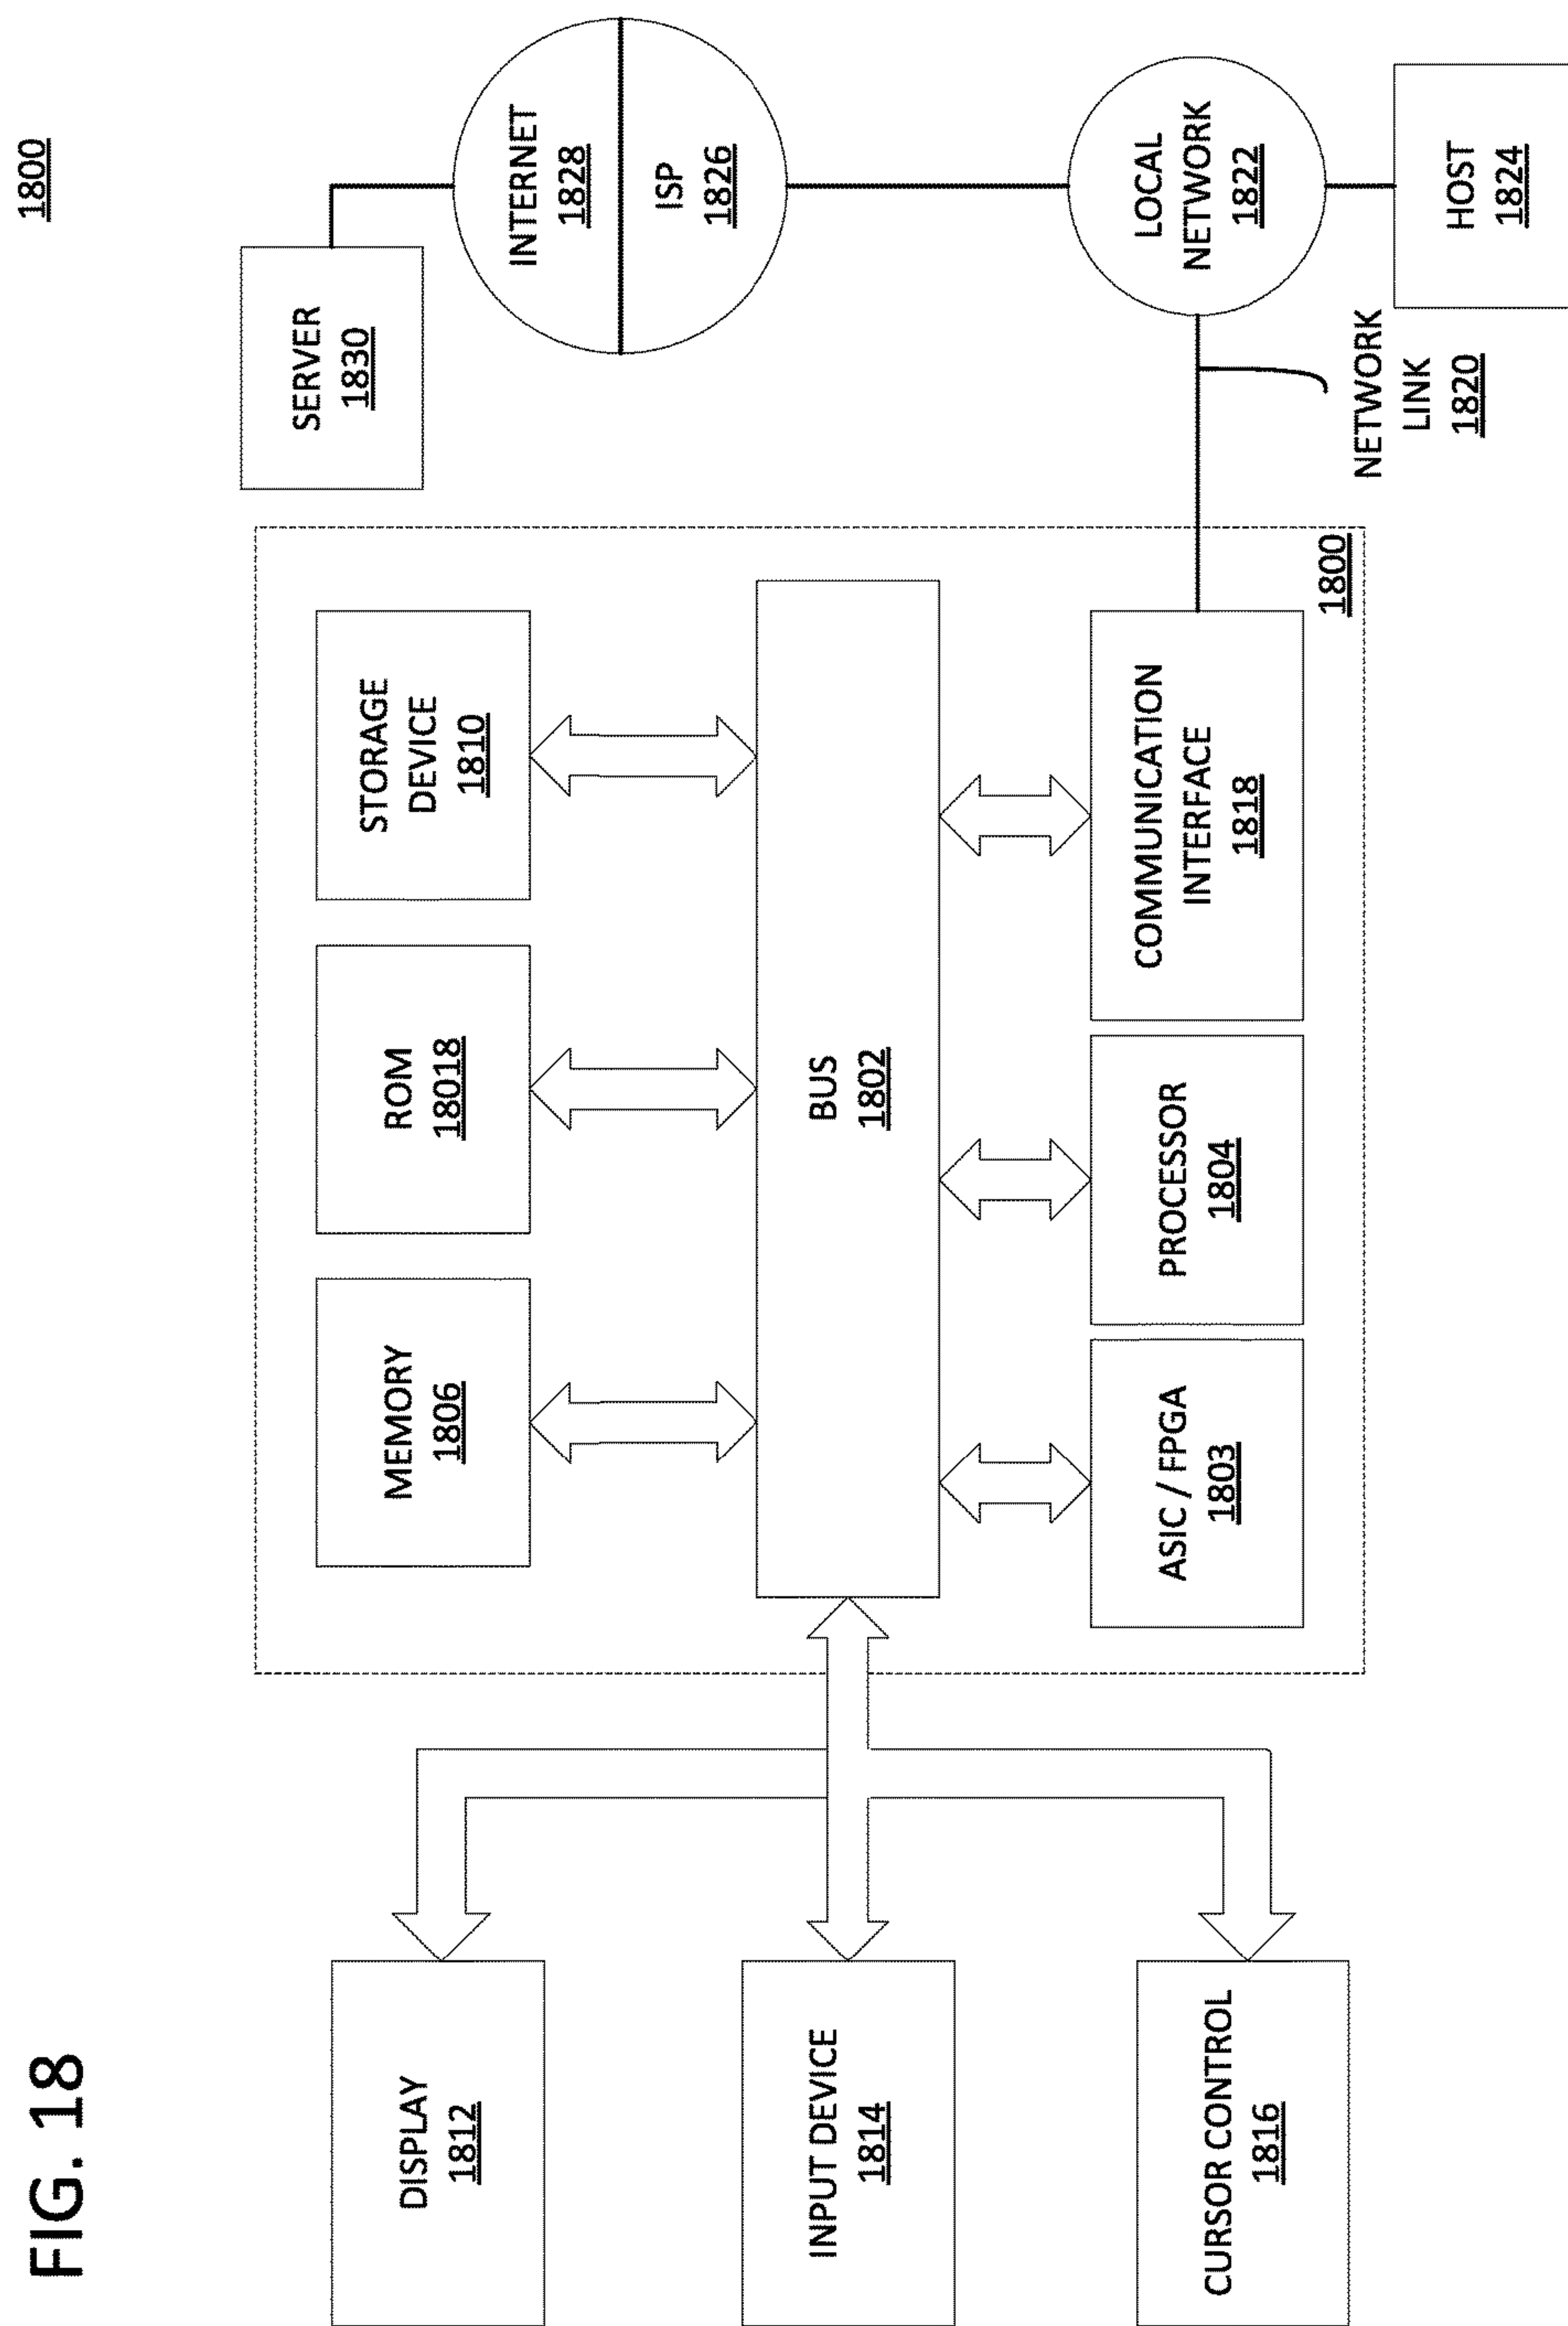 FIG. 18
1800
DISPLAY
1812
INPUT DEVICE
1814
CURSOR CONTROL
1816
MEMORY
1806
ROM
18018
STORAGE
DEVICE
1810
BUS
1802
ASIC / FPGA
1803
PROCESSOR
1804
COMMUNICATION
INTERFACE
1818
1800
SERVER
1830
INTERNET
1828
ISP
1826
LOCAL
NETWORK
1822
NETWORK
LINK
1820
HOST
1824